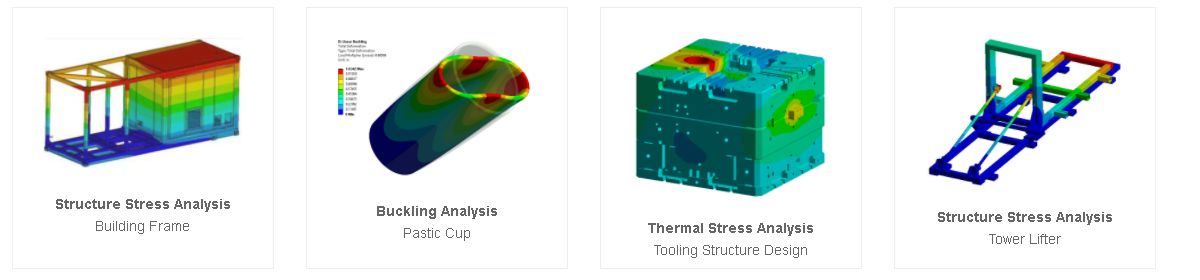 Structure Stress Analysis
Building Frame
Buckling Analysis
Pastic Cup
Thermal Stress Analysis
Tooling Structure Design
Structure Stress Analysis
Tower Lifter